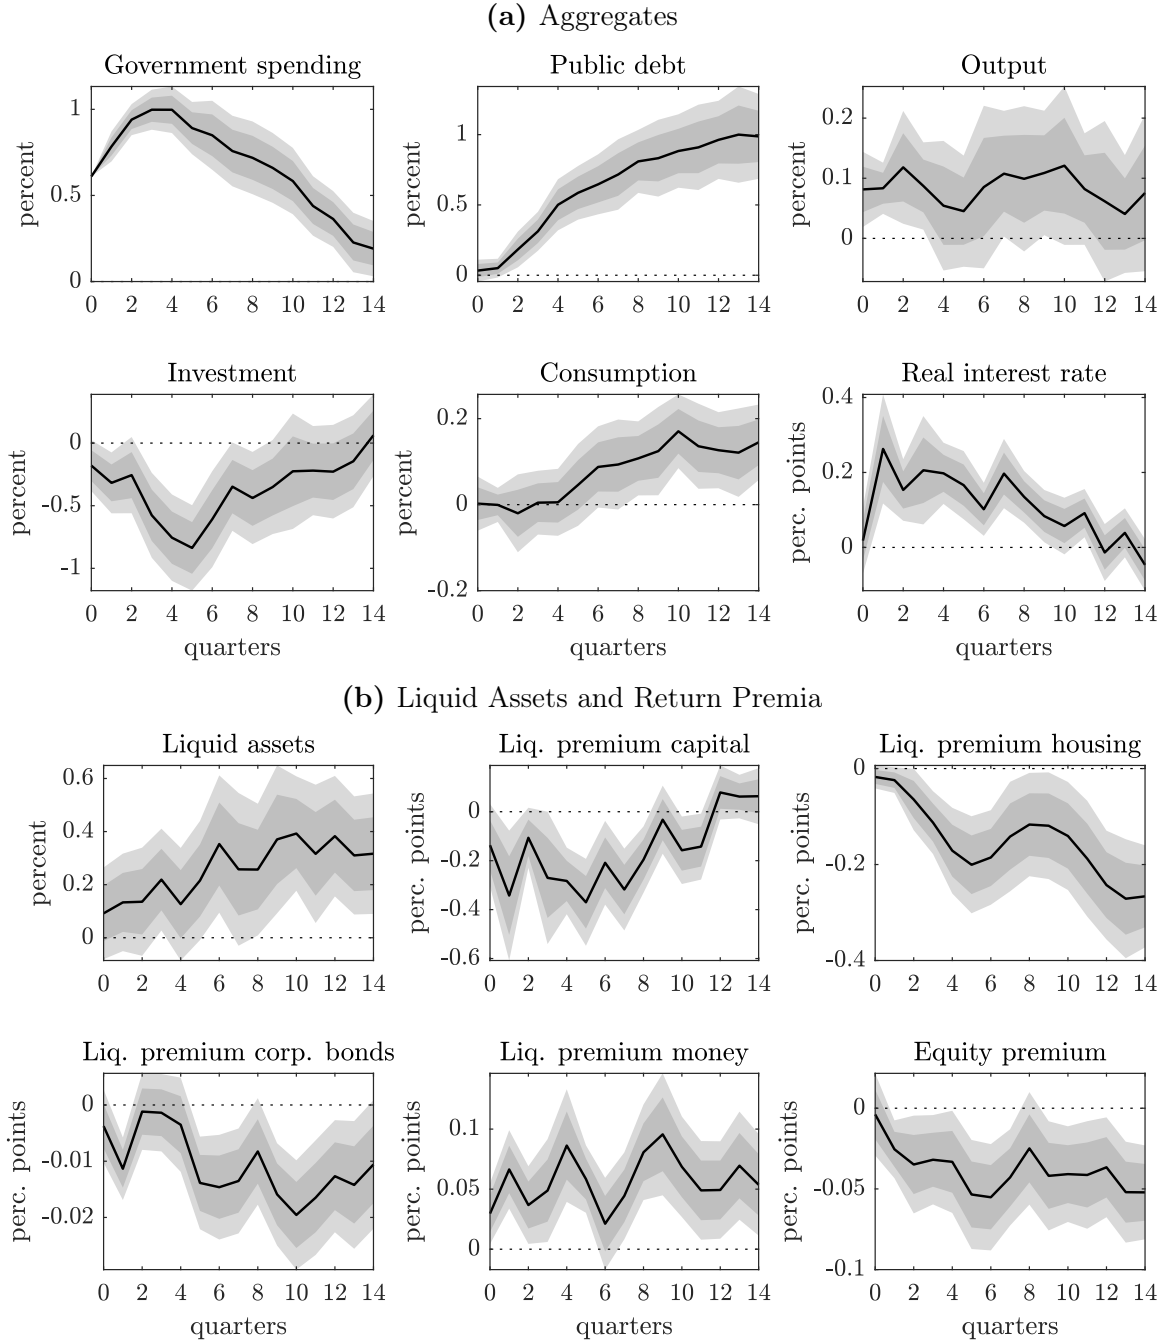 (a) Aggregates
Government spending
Public debt
Output
percent
1
0.5
0
0 2 4 6 8 10 12 14
percent
1
0.5
0
0 2 4 6 8 10 12 14
percent
0.2
0.1
0
0 2 4 6 8 10 12 14
Investment
Consumption
Real interest rate
percent
0
-0.5
-1
0 2 4 6 8 10 12 14
quarters
percent
0.2
0
-0.2
0 2 4 6 8 10 12 14
perc. points
0.4
0.2
0
0 2 4 6 8 10 12 14
quarters
(b) Liquid Assets and Return Premia
Liquid assets
Liq. premium capital
Liq. premium housing
percent
0.6
0.4
0.2
0
0 2 4 6 8 10 12 14
perc. points
0
-0.2
-0.4
-0.6
0 2 4 6 8 10 12 14
perc. points
0
-0.2
-0.4
0 2 4 6 8 10 12 14
Liq. premium corp. bonds
Liq. premium money
Equity premium
perc. points
0
-0.01
-0.02
0 2 4 6 8 10 12 14
quarters
perc. points
0.1
0.05
0
0 2 4 6 8 10 12 14
quarters
perc. points
0
-0.05
-0.1
0 2 4 6 8 10 12 14
quarters